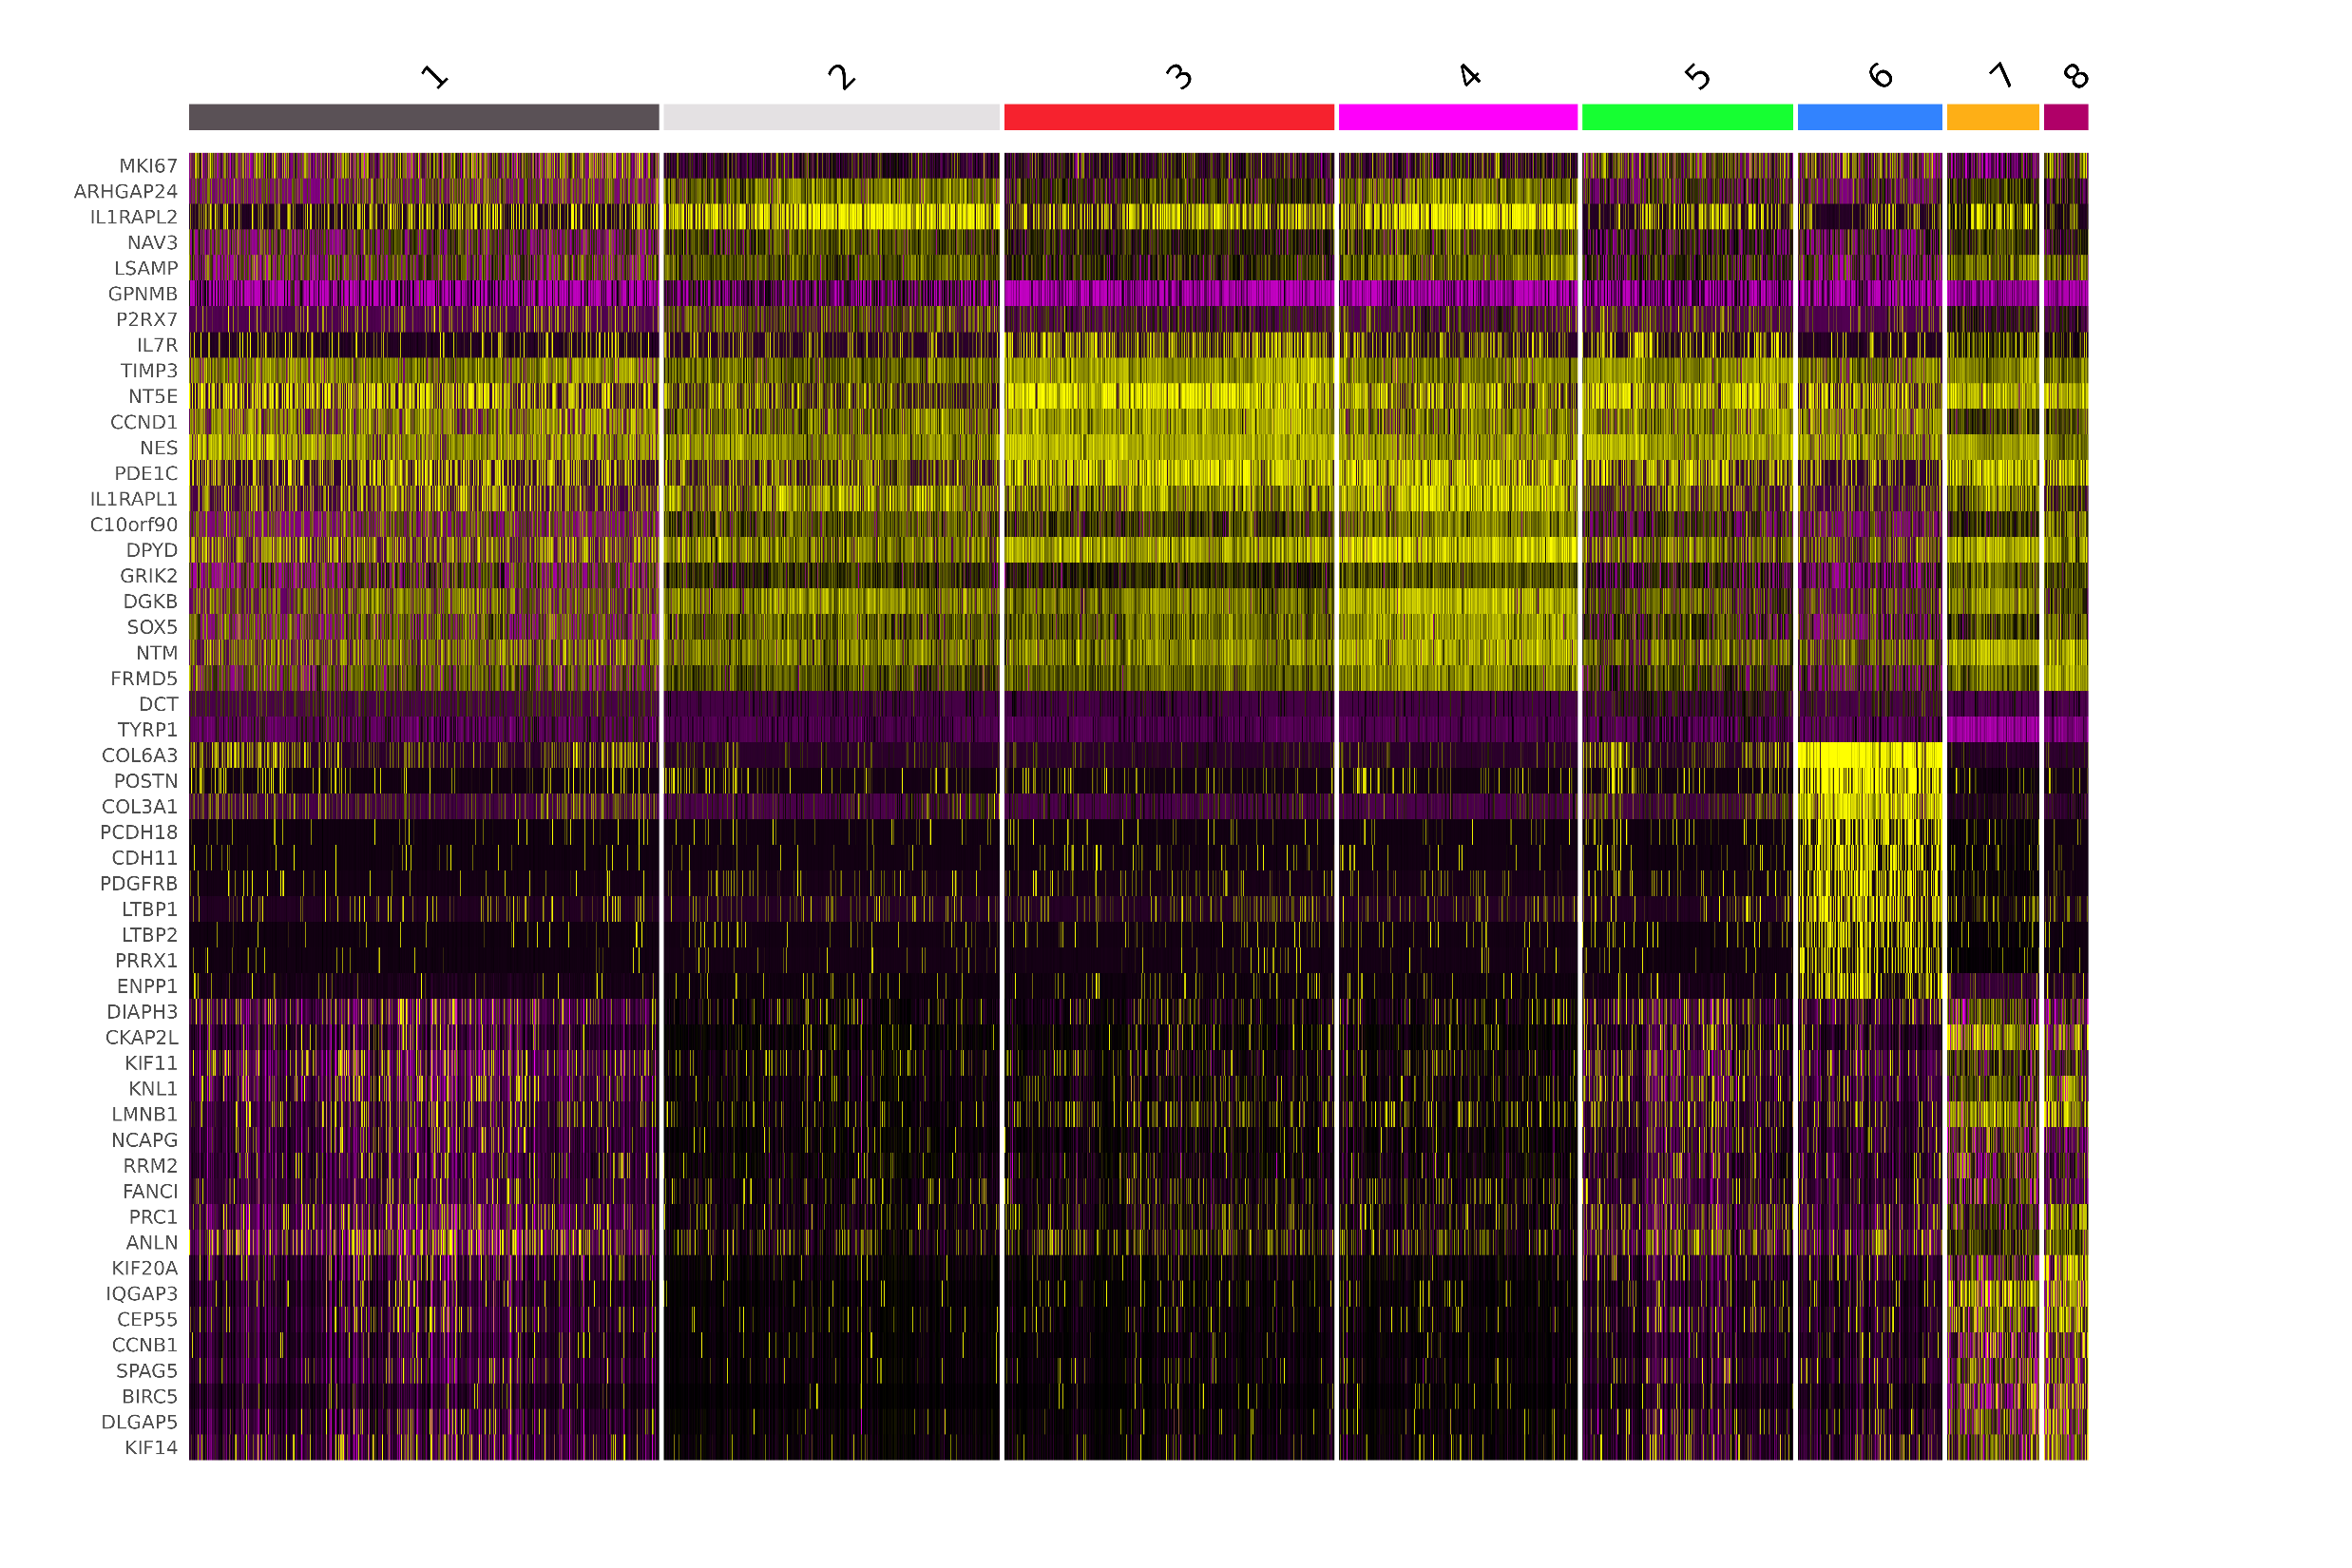 1 2 3 4 5 6 7 8
MKI67
ARHGAP24
IL1RAPL2
NAV3
LSAMP
GPNMB
P2RX7
IL7R
TIMP3
NT5E
CCND1
NES
PDE1C
IL1RAPL1
C10orf90
DPYD
GRIK2
DGKB
SOX5
NTM
FRMD5
DCT
TYRP1
COL6A3
POSTN
COL3A1
PCDH18
CDH11
PDGFRB
LTBP1
LTBP2
PRRX1
ENPP1
DIAPH3
CKAP2L
KIF11
KNL1
LMNB1
NCAPG
RRM2
FANCI
PRC1
ANLN
KIF20A
IQGAP3
CEP55
CCNB1
SPAG5
BIRC5
DLGAP5
KIF14